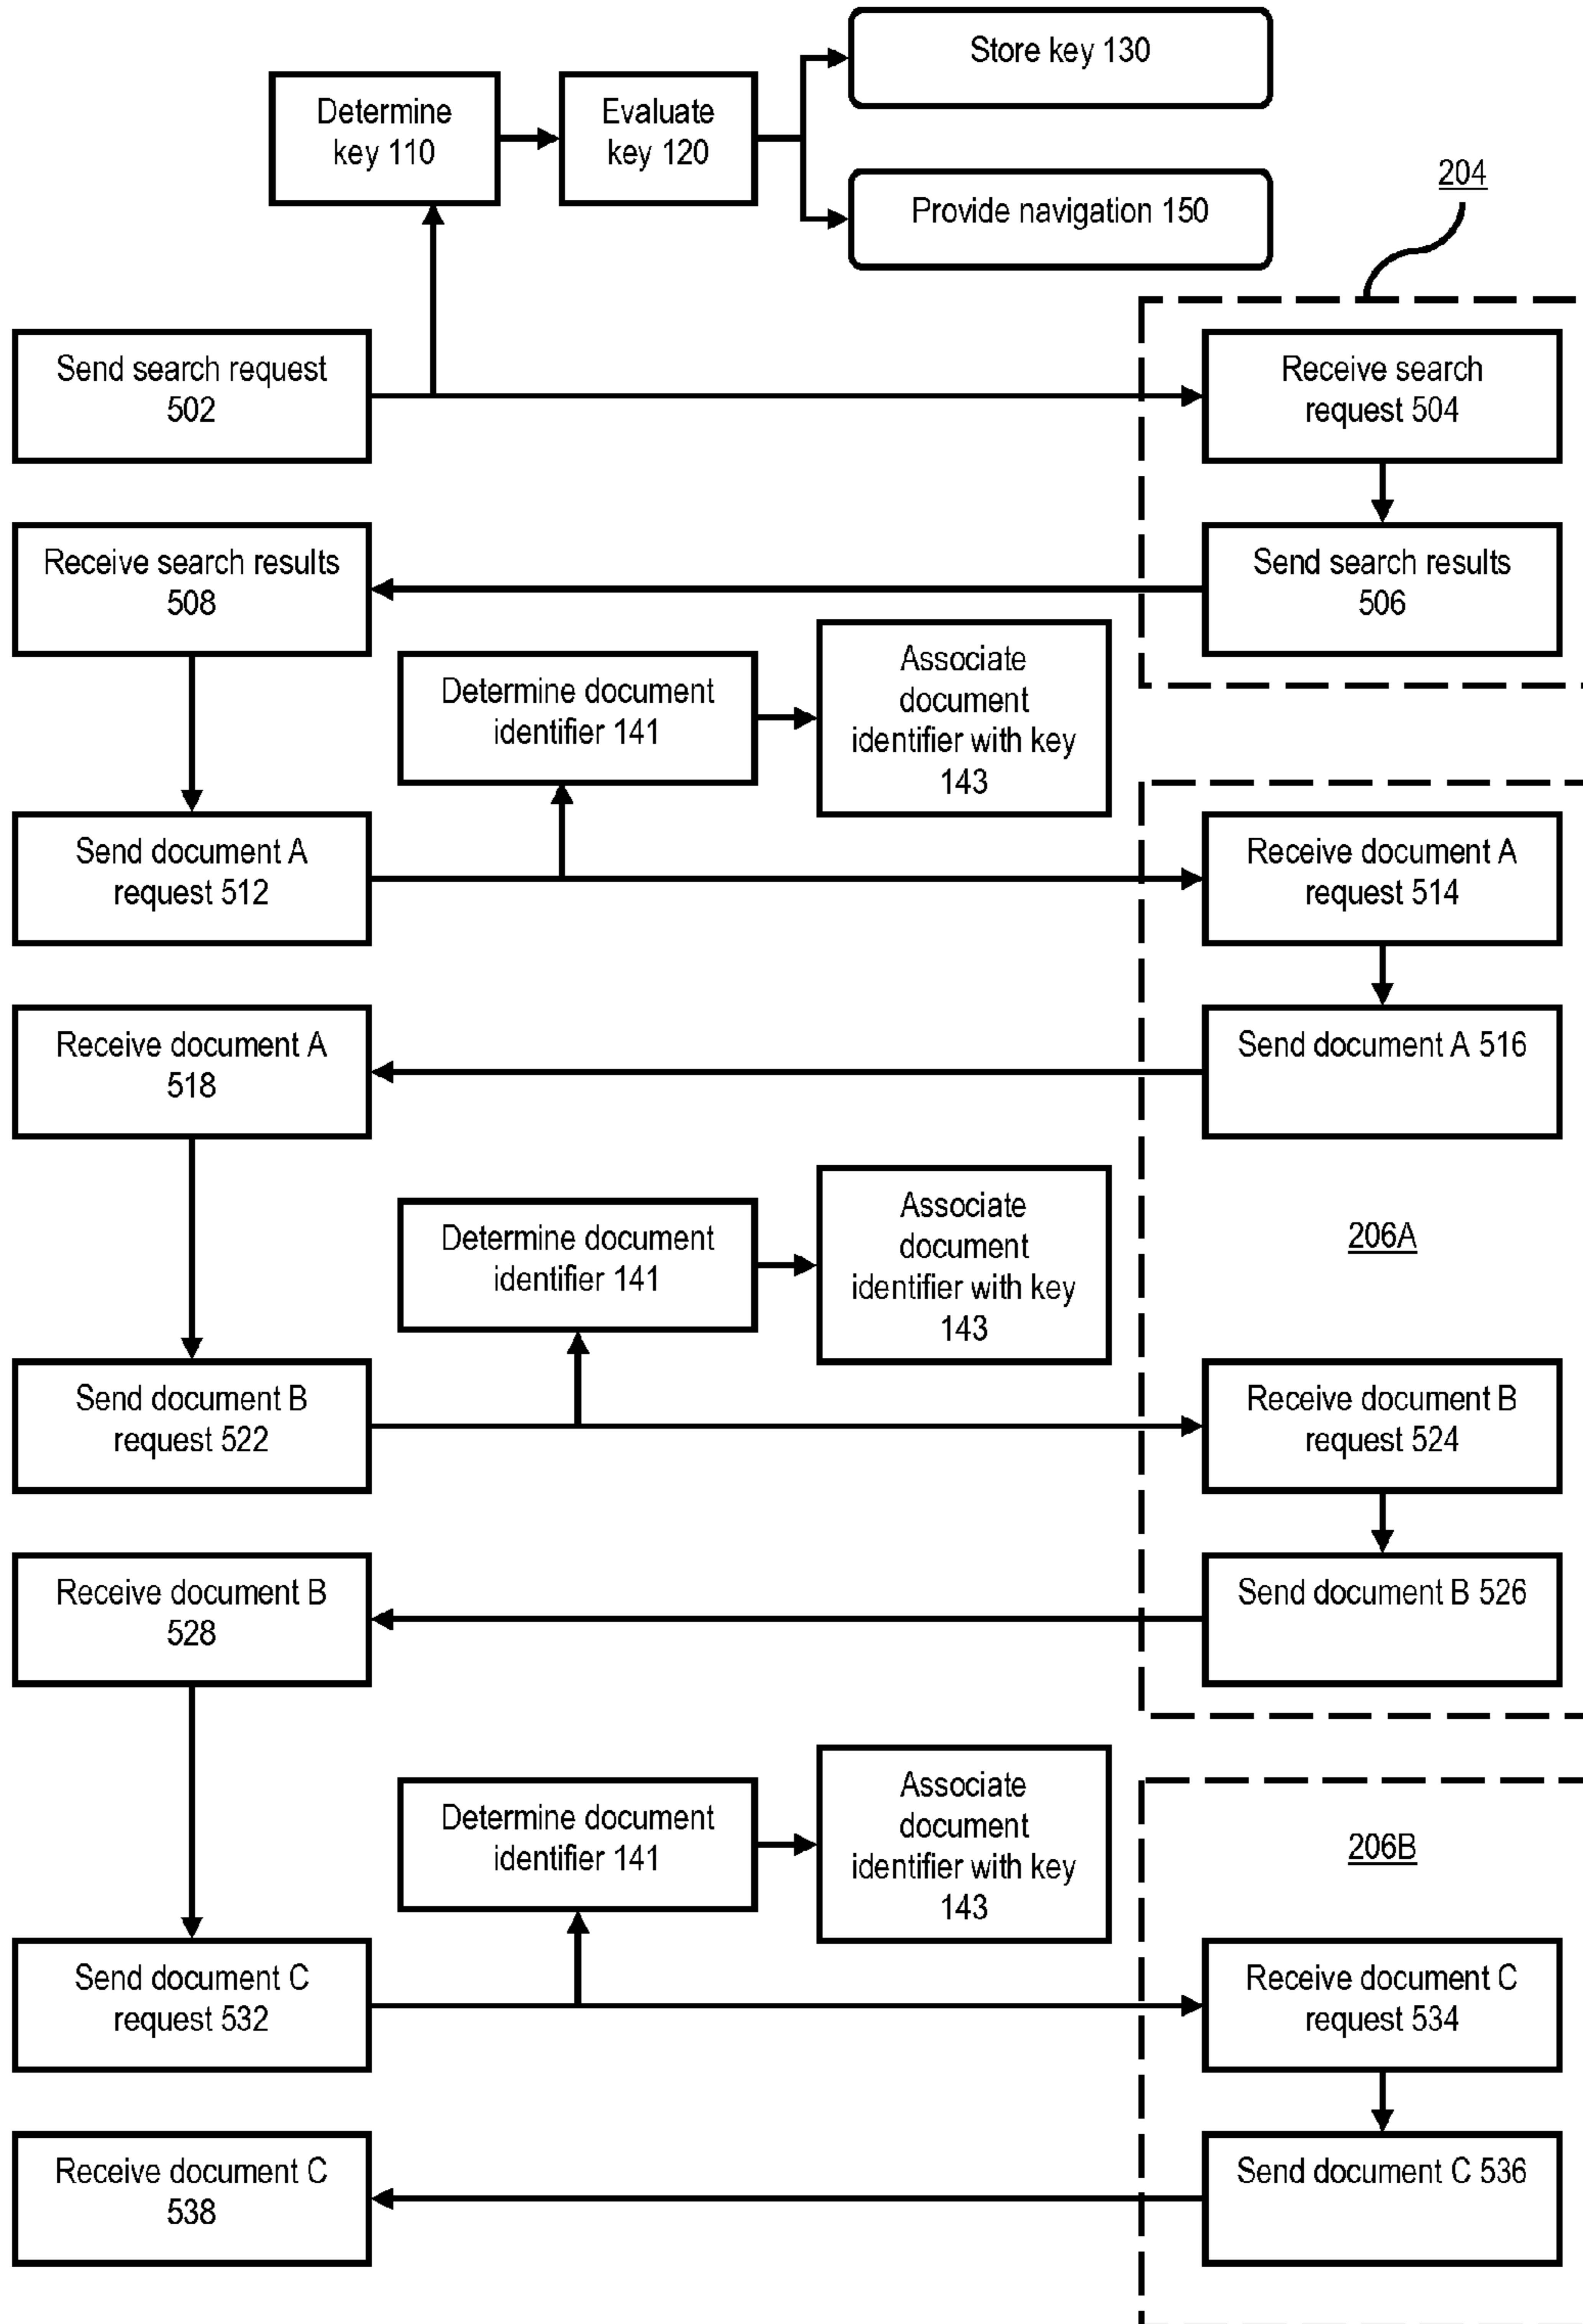 Store key 130
Determine
key 110
Evaluate
key 120
Provide navigation 150
204
Send search request
502
Receive search
request 504
Receive search results
508
Send search results
506
Determine document
identifier 141
Associate
document
identifier with key
143
Send document A
request 512
Receive document A
request 514
Receive document A
518
Send document A 516
Determine document
identifier 141
Associate
document
identifier with key
143
206A
Send document B
request 522
Receive document B
request 524
Receive document B
528
Send document B 526
Determine document
identifier 141
Associate
document
identifier with key
143
206B
Send document C
request 532
Receive document C
request 534
Receive document C
538
Send document C 536